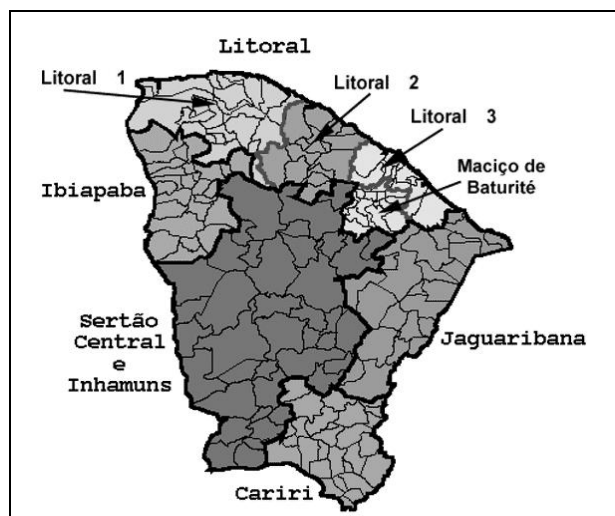 Litoral
Litoral 1
Litoral 2
Litoral 3
Maciço de
Baturité
Ibiapaba
Sertão
Central
e
Inhamuns
Jaguaribana
Cariri